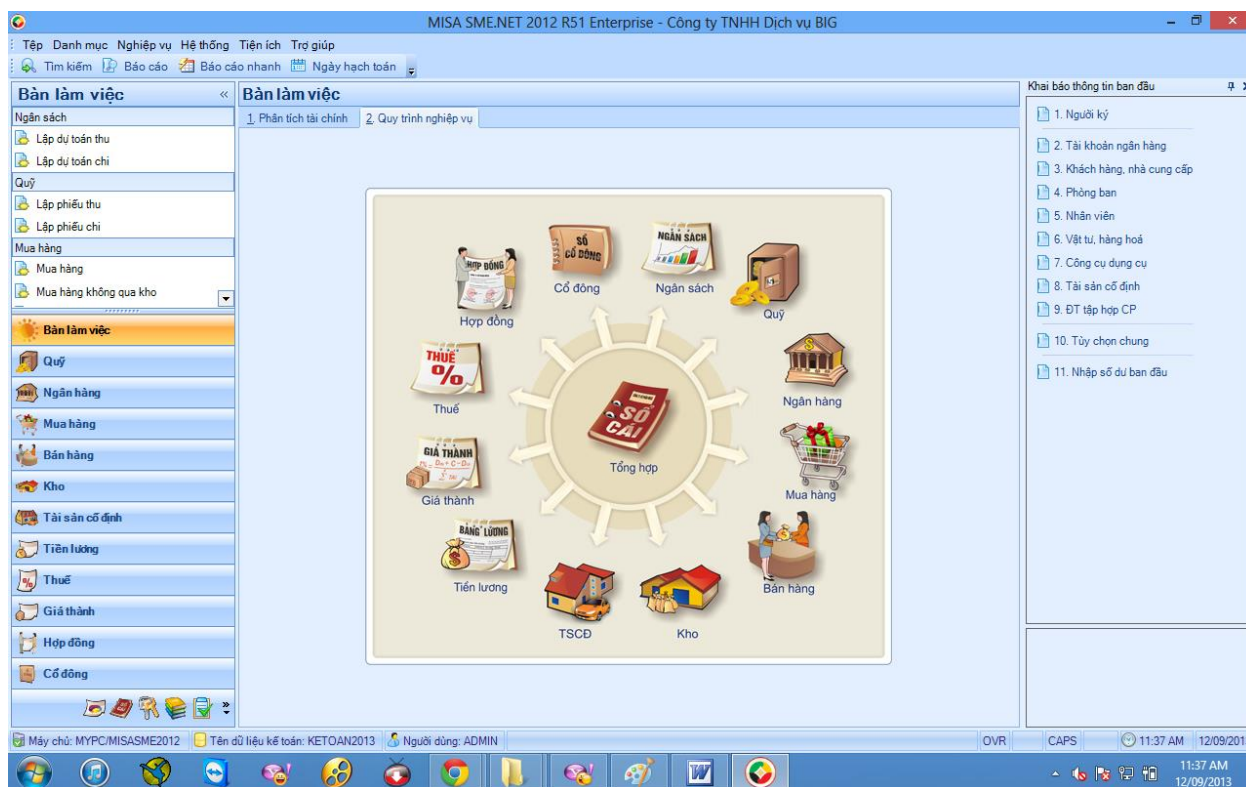 MISA SME.NET 2012 R51 Enterprise - Công ty TNHH Dịch vụ BIG
Tệp Danh mục Nghiệp vụ Hệ thống Tiện ích Trợ giúp
Tìm kiếm Báo cáo Báo cáo nhanh Ngày hạch toán
Bàn làm việc «
Ngân sách
Lập dự toán thu
Lập dự toán chi
Quỹ
Lập phiếu thu
Lập phiếu chi
Mua hàng
Mua hàng
Mua hàng không qua kho
Bàn làm việc
Quỹ
Ngân hàng
Mua hàng
Bán hàng
Kho
Tài sản cố định
Tiền lương
Thuế
Giá thành
Hợp đồng
Cổ đông
Bàn làm việc
1. Phân tích tài chính 2. Quy trình nghiệp vụ
HỢP ĐỒNG
Hợp đồng
SỔ
CỔ ĐÔNG
Cổ đông
NGÂN SÁCH
Ngân sách
Quỹ
THUẾ
%
Thuế
Ngân hàng
SỔ
CÁI
Tổng hợp
GIÁ THÀNH
Giá thành
Mua hàng
BẢNG LƯƠNG
Tiền lương
Bán hàng
TSCĐ
Kho
Khai báo thông tin ban đầu
1. Người ký
2. Tài khoản ngân hàng
3. Khách hàng, nhà cung cấp
4. Phòng ban
5. Nhân viên
6. Vật tư, hàng hoá
7. Công cụ dụng cụ
8. Tài sản cố định
9. ĐT tập hợp CP
10. Tùy chọn chung
11. Nhập số dư ban đầu
Máy chủ: MYPC/MISASME2012 Tên dữ liệu kế toán: KETOAN2013 Người dùng: ADMIN OVR CAPS 11:37 AM 12/09/201
11:37 AM
12/09/2013